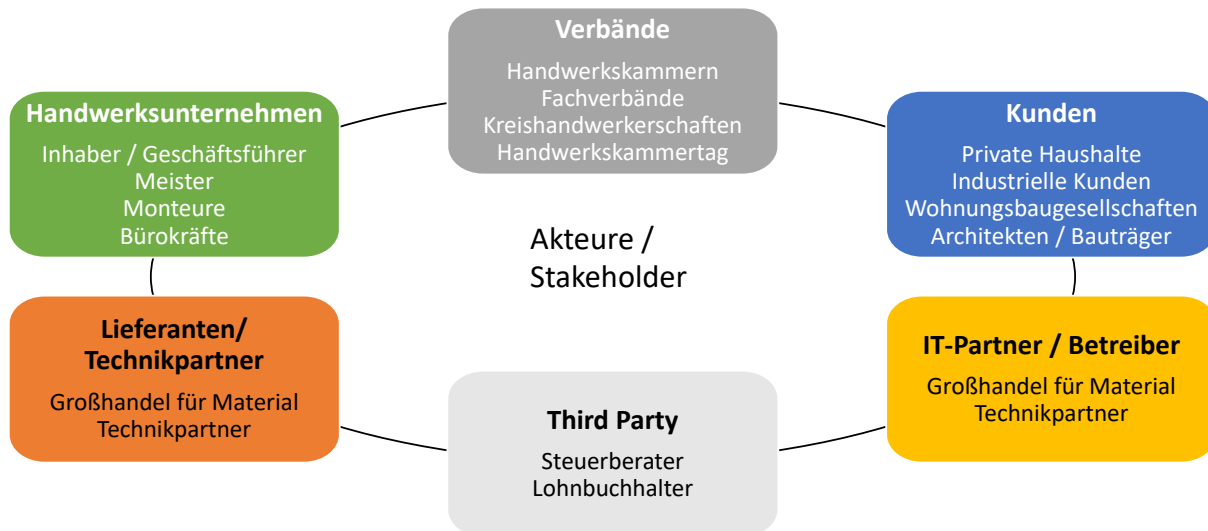 Verbände
Handwerkskammern
Fachverbände
Kreishandwerkerschaften
Handwerkskammertag
Handwerksunternehmen
Inhaber / Geschäftsführer
Meister
Monteure
Bürokräfte
Kunden
Private Haushalte
Industrielle Kunden
Wohnungsbaugesellschaften
Architekten / Bauträger
Akteure /
Stakeholder
Lieferanten/
Technikpartner
Großhandel für Material
Technikpartner
IT-Partner / Betreiber
Großhandel für Material
Technikpartner
Third Party
Steuerberater
Lohnbuchhalter